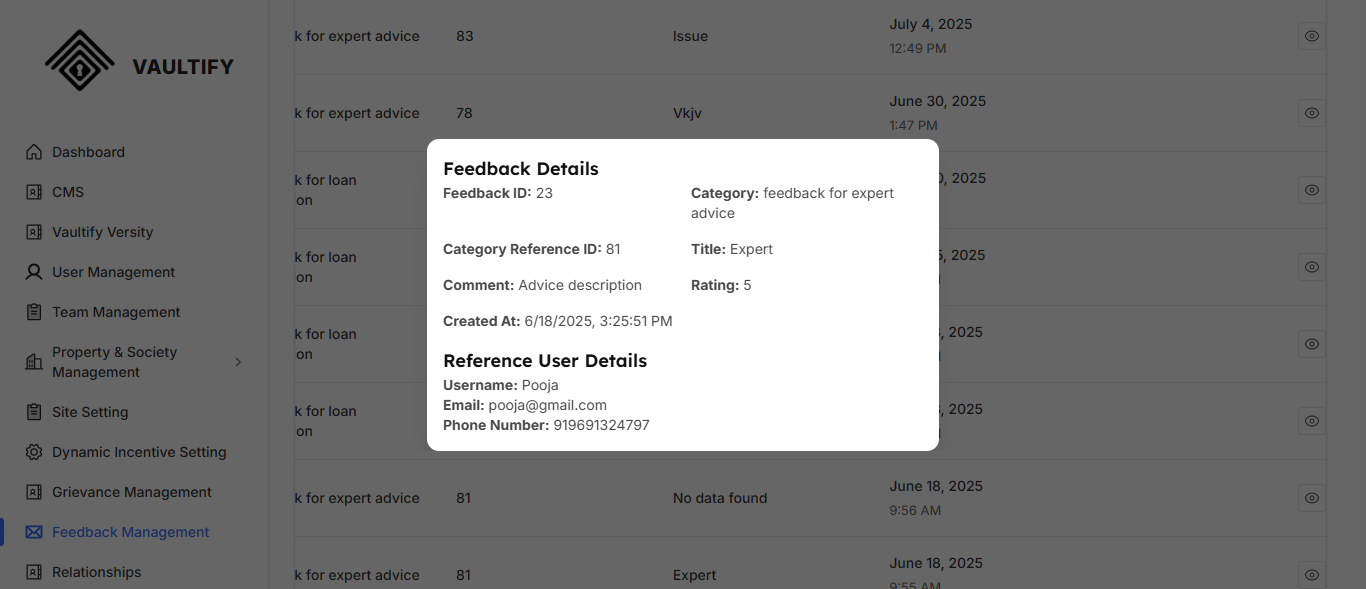 VAULTIFY
Dashboard
CMS
Vaultify Versity
User Management
Team Management
Property & Society
Management
Site Setting
Dynamic Incentive Setting
Grievance Management
Feedback Management
Relationships
k for expert advice 83 Issue July 4, 2025
12:49 PM
k for expert advice 78 Vkjv June 30, 2025
1:47 PM
k for loan
on
0, 2025
k for loan
on
5, 2025
k for loan
on
, 2025
k for loan
on
, 2025
k for expert advice 81 No data found June 18, 2025
9:56 AM
k for expert advice 81 Expert June 18, 2025
9:55 AM
Feedback Details
Feedback ID: 23
Category: feedback for expert
advice
Category Reference ID: 81
Title: Expert
Comment: Advice description
Rating: 5
Created At: 6/18/2025, 3:25:51 PM
Reference User Details
Username: Pooja
Email: pooja@gmail.com
Phone Number: 919691324797